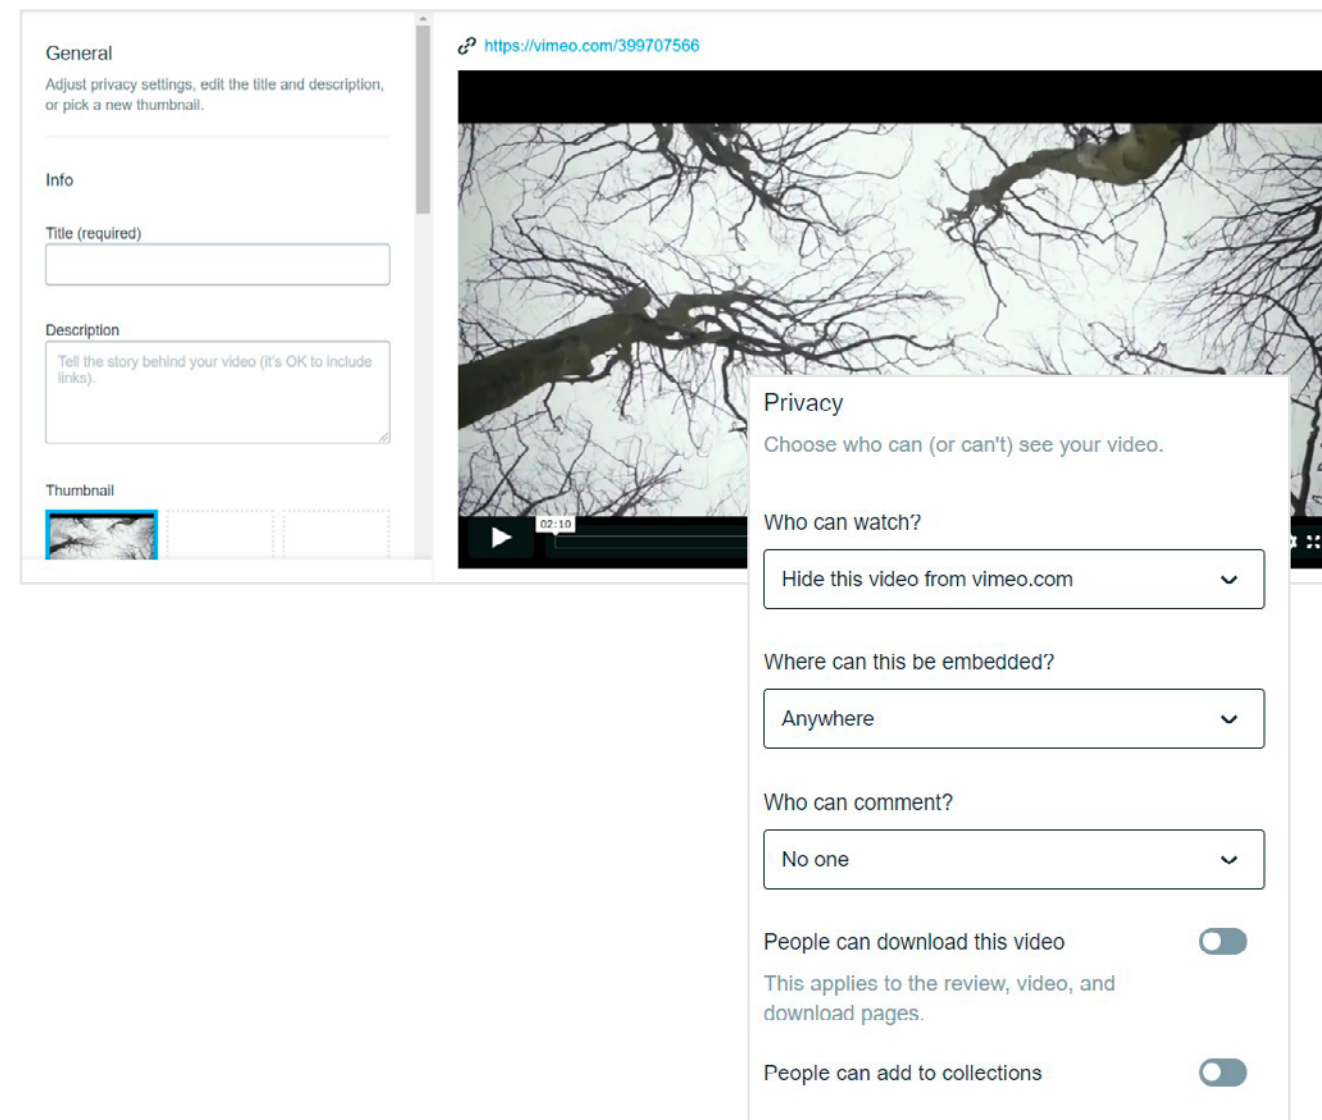 General
Adjust privacy settings, edit the title and description,
or pick a new thumbnail.
Info
Title (required)
Description
Tell the story behind your video (it's OK to include
links).
Thumbnail
https://vimeo.com/399707566
02:10
Privacy
Choose who can (or can't) see your video.
Who can watch?
Hide this video from vimeo.com
Where can this be embedded?
Anywhere
Who can comment?
No one
People can download this video
This applies to the review, video, and
download pages.
People can add to collections